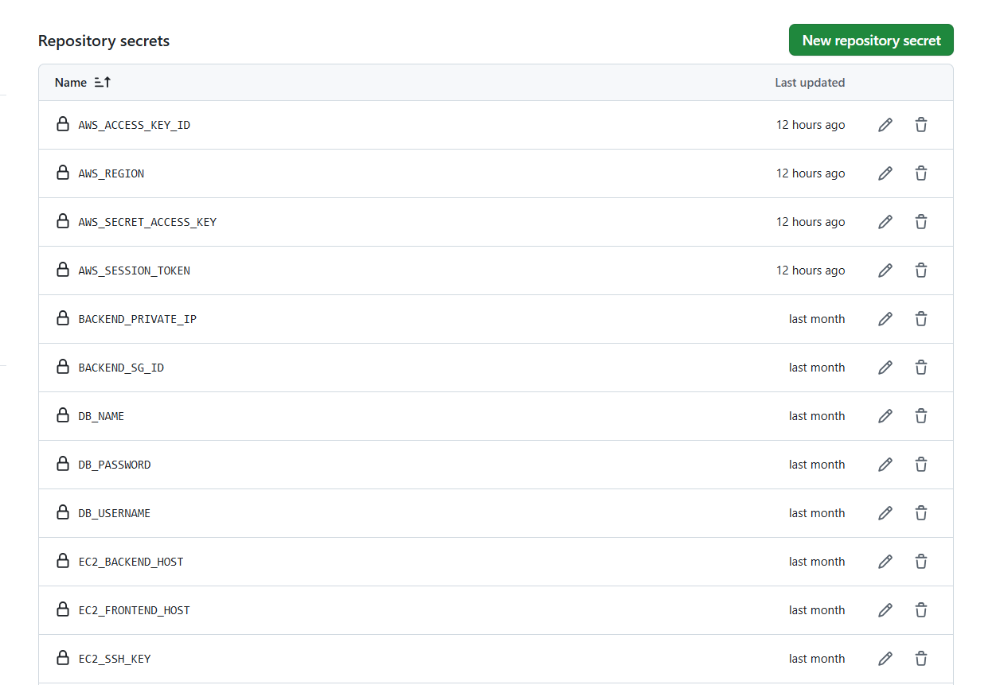 Repository secrets
New repository secret
Name
Last updated
AWS_ACCESS_KEY_ID 12 hours ago
AWS_REGION 12 hours ago
AWS_SECRET_ACCESS_KEY 12 hours ago
AWS_SESSION_TOKEN 12 hours ago
BACKEND_PRIVATE_IP last month
BACKEND_SG_ID last month
DB_NAME last month
DB_PASSWORD last month
DB_USERNAME last month
EC2_BACKEND_HOST last month
EC2_FRONTEND_HOST last month
EC2_SSH_KEY last month